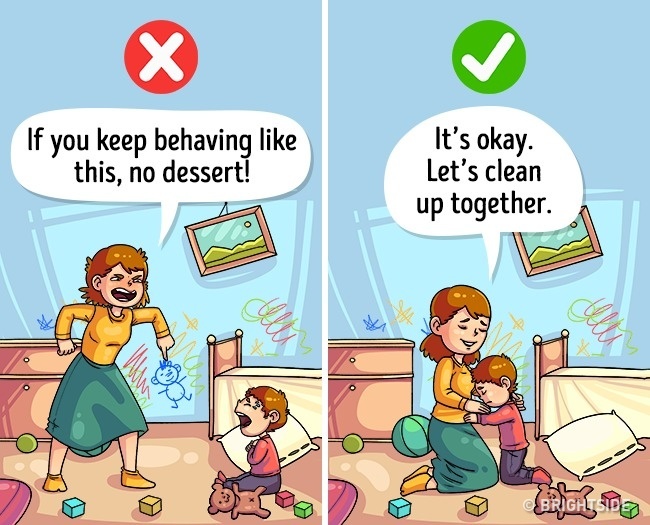 If you keep behaving like
this, no dessert!
It's okay.
Let's clean
up together.
© BRIGHTSIDE